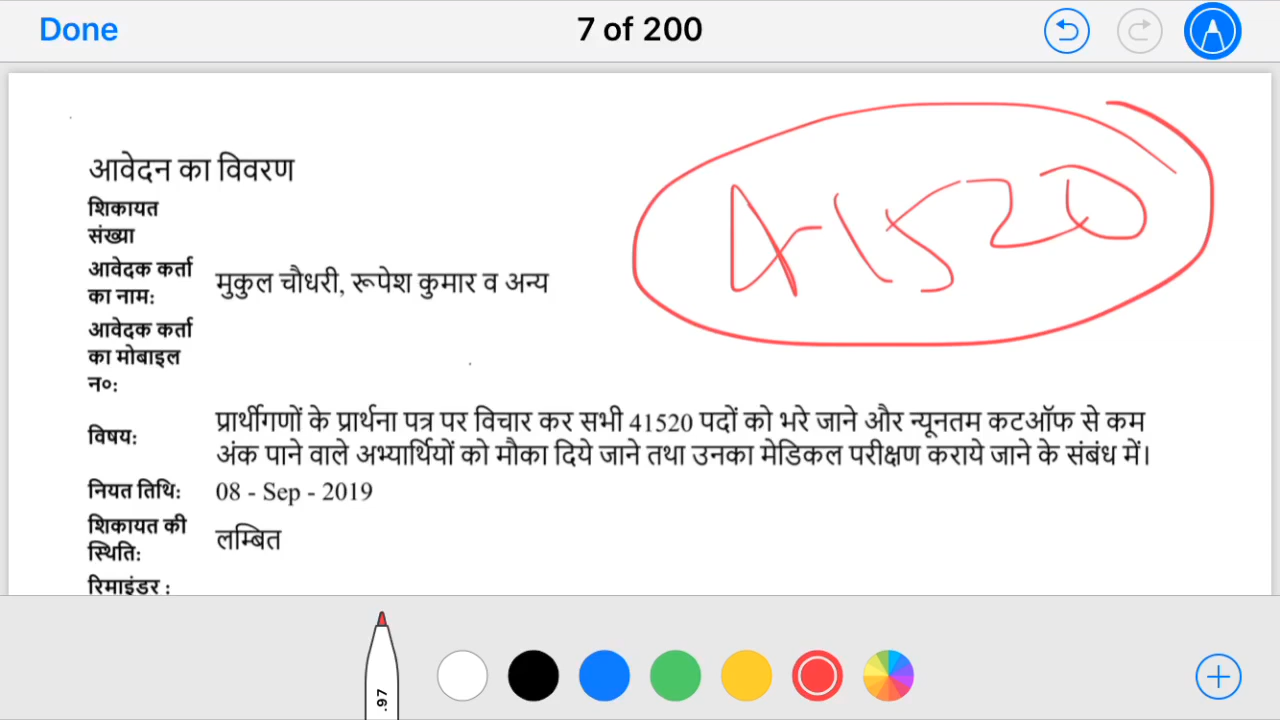 Done 7 of 200
41520
आवेदन का विवरण
शिकायत
संख्या
आवेदक कर्ता
का नाम: मुकुल चौधरी, रूपेश कुमार व अन्य
आवेदक कर्ता
का मोबाइल
न०:
विषय: प्रार्थीगणों के प्रार्थना पत्र पर विचार कर सभी 41520 पदों को भरे जाने और न्यूनतम कटऑफ से कम
अंक पाने वाले अभ्यार्थियों को मौका दिये जाने तथा उनका मेडिकल परीक्षण कराये जाने के संबंध में।
नियत तिथि: 08 - Sep - 2019
शिकायत की
स्थिति: लम्बित
रिमाइंडर :
.97